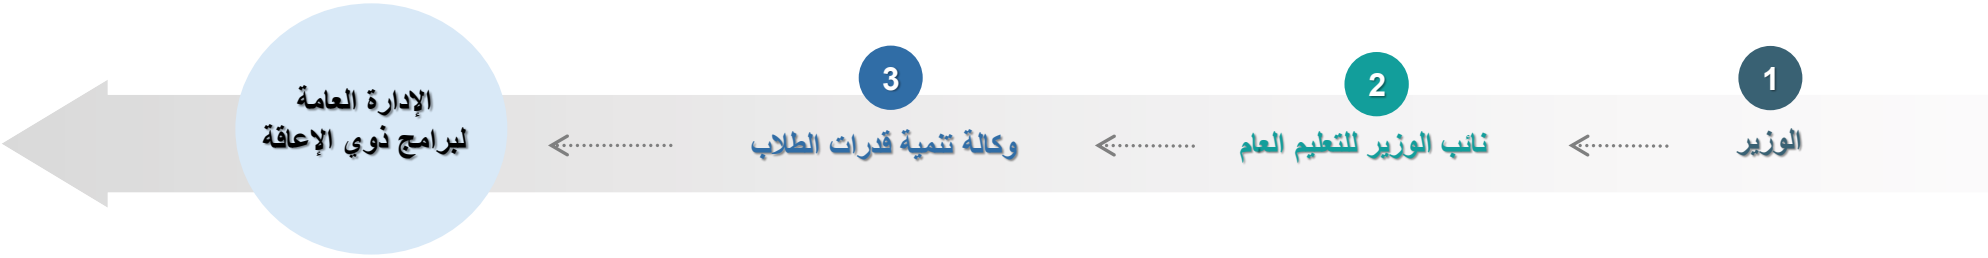 1
الوزير
2
نائب الوزير للتعليم العام
3
وكالة تنمية قدرات الطلاب
الإدارة العامة
لبرامج ذوي الإعاقة